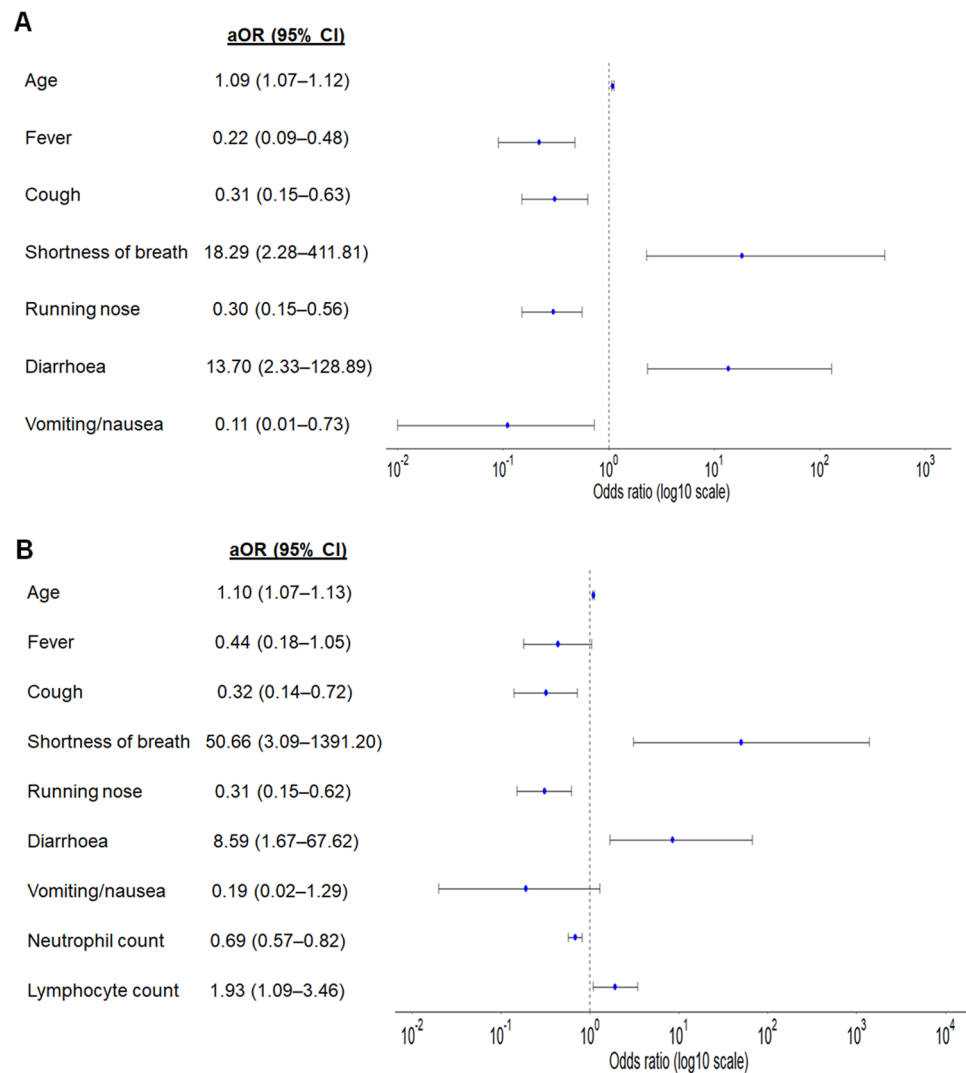 A
aOR (95% CI)
Age 1.09 (1.07–1.12)
Fever 0.22 (0.09–0.48)
Cough 0.31 (0.15–0.63)
Shortness of breath 18.29 (2.28–411.81)
Running nose 0.30 (0.15–0.56)
Diarrhoea 13.70 (2.33–128.89)
Vomiting/nausea 0.11 (0.01–0.73)
10⁻² 10⁻¹ 10⁰ 10¹ 10² 10³
Odds ratio (log10 scale)
B
aOR (95% CI)
Age 1.10 (1.07–1.13)
Fever 0.44 (0.18–1.05)
Cough 0.32 (0.14–0.72)
Shortness of breath 50.66 (3.09–1391.20)
Running nose 0.31 (0.15–0.62)
Diarrhoea 8.59 (1.67–67.62)
Vomiting/nausea 0.19 (0.02–1.29)
Neutrophil count 0.69 (0.57–0.82)
Lymphocyte count 1.93 (1.09–3.46)
10⁻² 10⁻¹ 10⁰ 10¹ 10² 10³ 10⁴
Odds ratio (log10 scale)